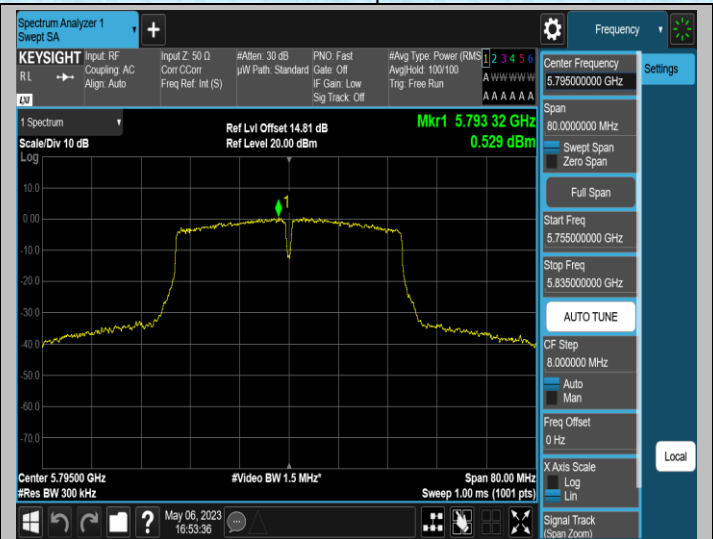 Spectrum Analyzer 1
Swept SA
+
Frequency
KEYSIGHT
RL
LXI
Input: RF
Coupling: AC
Align: Auto
Input Z: 50 Ω
Corr CCorr
Freq Ref: Int (S)
#Atten: 30 dB
µW Path: Standard
PNO: Fast
Gate: Off
IF Gain: Low
Sig Track: Off
#Avg Type: Power (RMS
Avg|Hold: 100/100
Trig: Free Run
1 2 3 4 5 6
A W W W W W
A A A A A A
1 Spectrum
Scale/Div 10 dB
Log
Ref Lvl Offset 14.81 dB
Ref Level 20.00 dBm
Mkr1 5.793 32 GHz
0.529 dBm
1
10.0
0.00
-10.0
-20.0
-30.0
-40.0
-50.0
-60.0
-70.0
Center 5.79500 GHz
#Res BW 300 kHz
#Video BW 1.5 MHz*
Span 80.00 MHz
Sweep 1.00 ms (1001 pts)
?
May 06, 2023
16:53:36
Center Frequency
5.795000000 GHz
Span
80.0000000 MHz
Swept Span
Zero Span
Full Span
Start Freq
5.755000000 GHz
Stop Freq
5.835000000 GHz
AUTO TUNE
CF Step
8.000000 MHz
Auto
Man
Freq Offset
0 Hz
X Axis Scale
Log
Lin
Signal Track
(Span Zoom)
Settings
Local